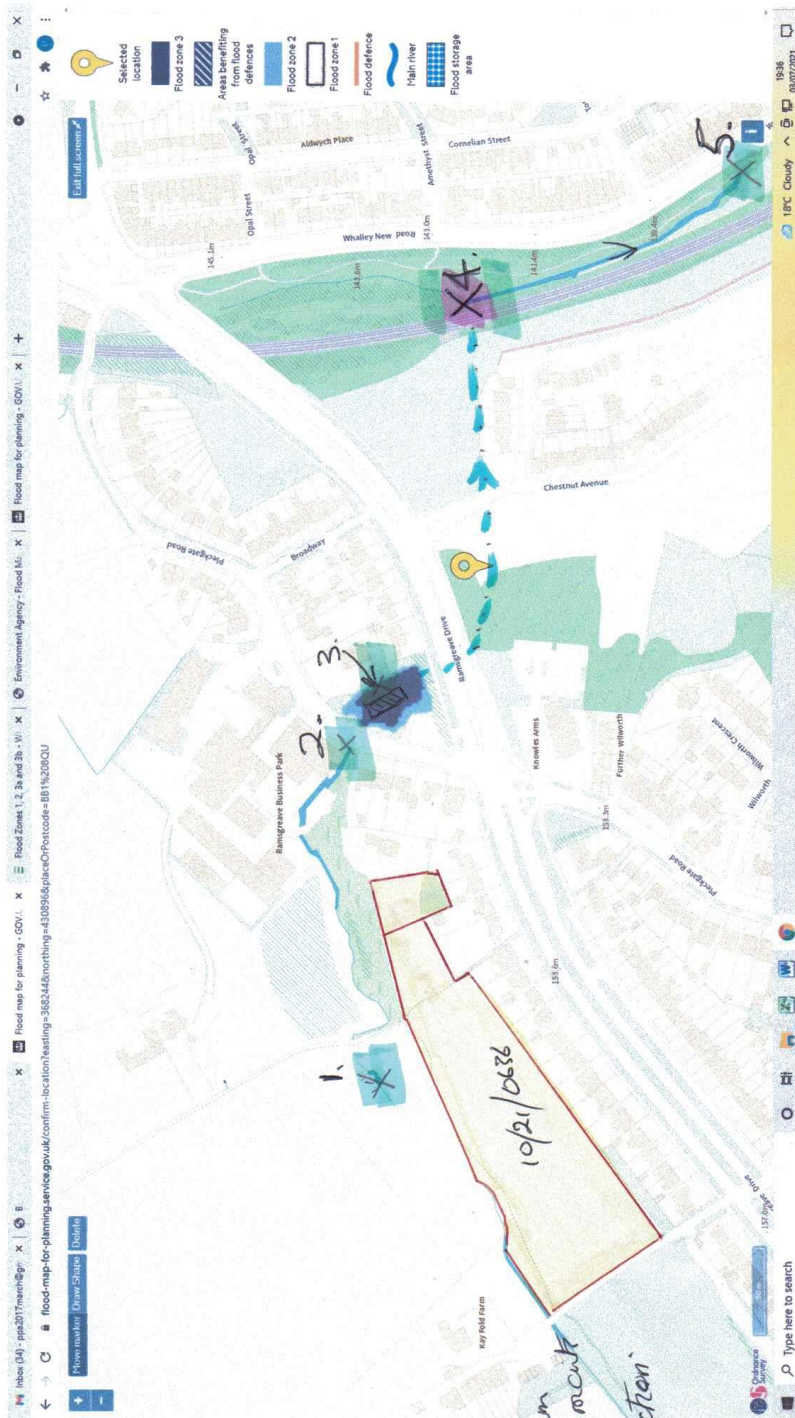 Inbox (34) - ppa2017march@gm
B
Flood map for planning - GOV.U
Flood Zones 1, 2, 3a and 3b - W
Environment Agency - Flood Ma
Flood map for planning - GOV.U
flood-map-for-planning.service.gov.uk/confirm-location?easting=368244&northing=430896&placeOrPostcode=BB1%208QU
Move marker
Draw Shape
Delete
Exit full screen
+
−
Selected location
Flood zone 3
Areas benefiting from flood defences
Flood zone 2
Flood zone 1
Flood defence
Main river
Flood storage area
Kay Fold Farm
10/21/0636
1.
2.
3.
4.
5.
Ramsgreave Business Park
Pleckgate Road
Broadway
Ramsgreave Drive
Knowles Arms
Further Wilworth
Wilworth Crescent
Wilworth
Pleckgate Road
Chestnut Avenue
Whalley New Road
Opal Street
Opal Street
Aldwych Place
Amethyst Street
Cornelian Street
145.1m
143.6m
143.0m
141.4m
138.4m
153.3m
153.6m
157.0m
ction.
Ordnance Survey
50 m
Type here to search
18°C Cloudy
19:36
03/07/2021